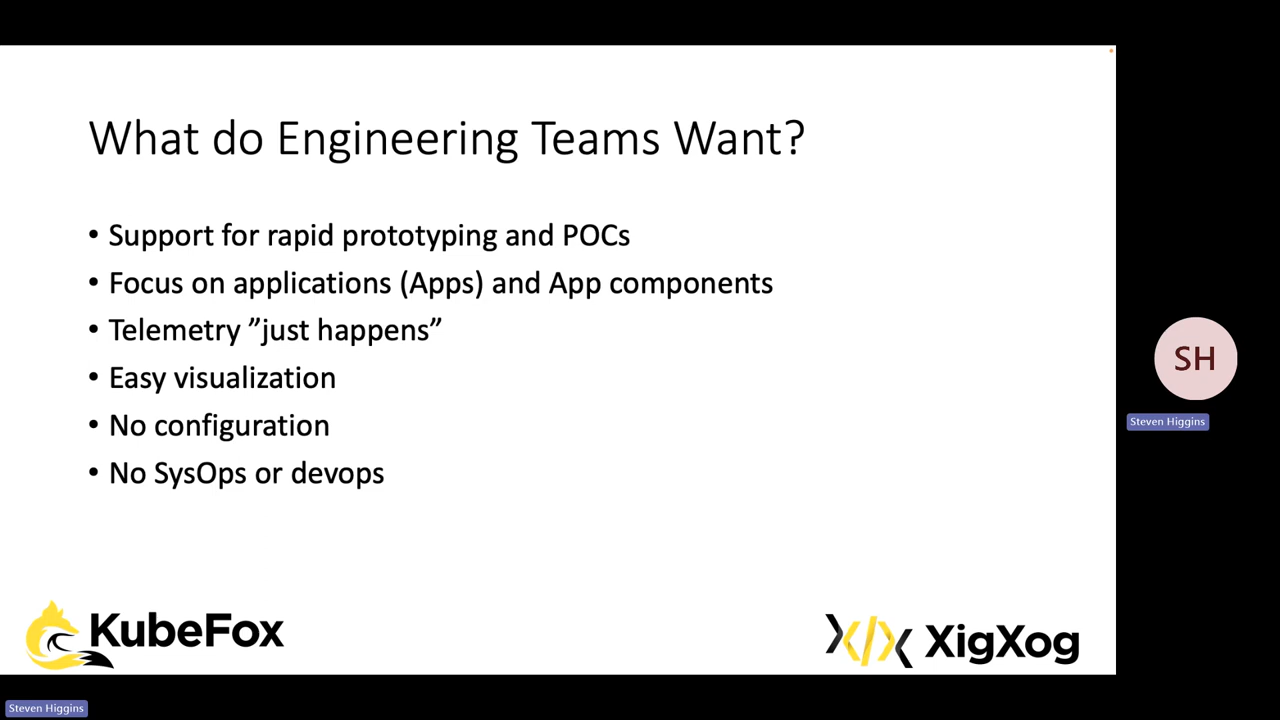 What do Engineering Teams Want?
• Support for rapid prototyping and POCs
• Focus on applications (Apps) and App components
• Telemetry ”just happens”
• Easy visualization
• No configuration
• No SysOps or devops
SH
Steven Higgins
KubeFox
XigXog
Steven Higgins